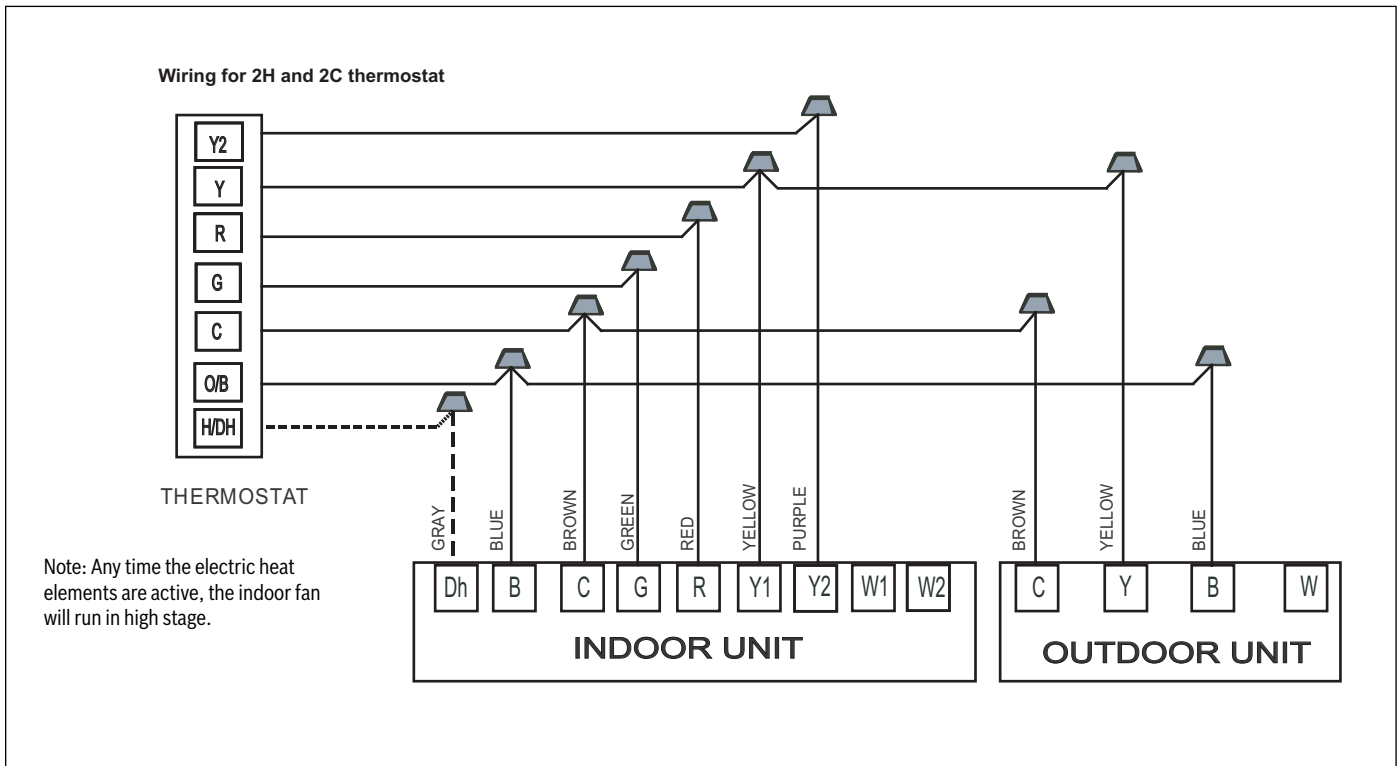 Wiring for 2H and 2C thermostat
Y2
Y
R
G
C
O/B
H/DH
THERMOSTAT
Note: Any time the electric heat
elements are active, the indoor fan
will run in high stage.
GRAY
BLUE
BROWN
GREEN
RED
YELLOW
PURPLE
BROWN
YELLOW
BLUE
Dh B C G R Y1 Y2 W1 W2
INDOOR UNIT
C Y B W
OUTDOOR UNIT